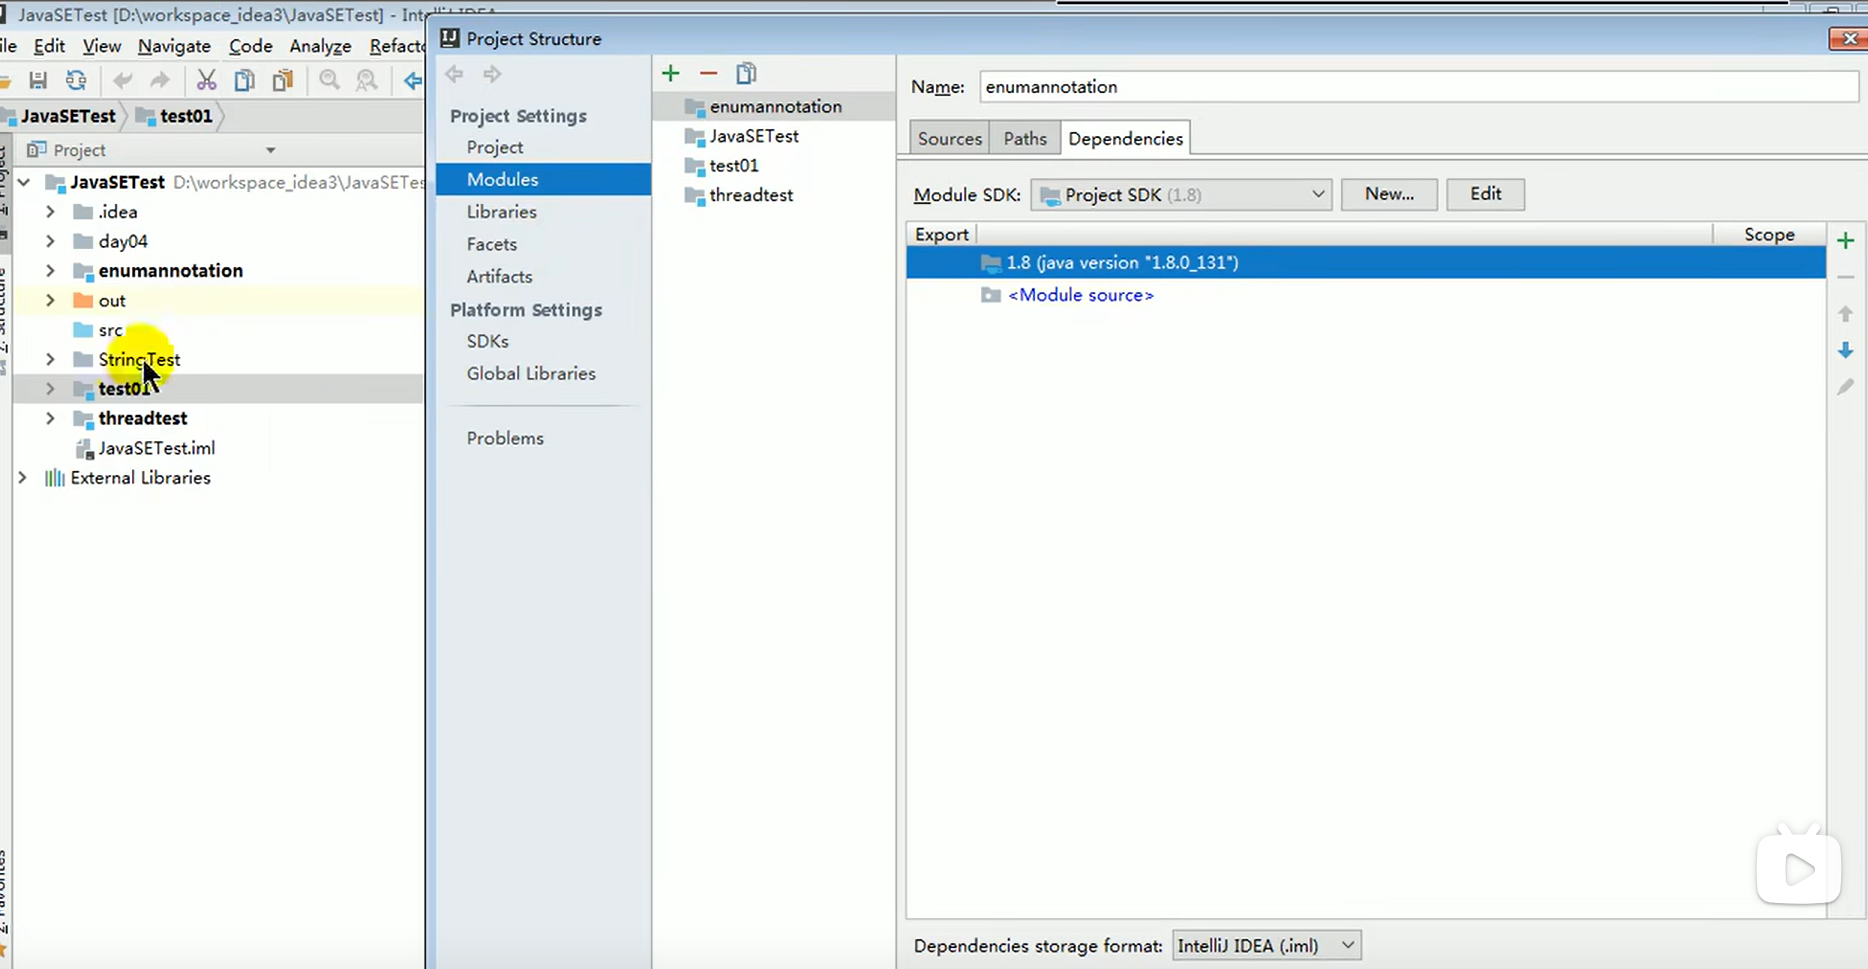 JavaSETest [D:\workspace_idea3\JavaSETest] - IntelliJ IDEA
Project Structure
ile Edit View Navigate Code Analyze Refacto
JavaSETest test01
Project
JavaSETest D:\workspace_idea3\JavaSETes
.idea
day04
enumannotation
out
src
StringTest
test01
threadtest
JavaSETest.iml
External Libraries
Project Settings
Project
Modules
Libraries
Facets
Artifacts
Platform Settings
SDKs
Global Libraries
Problems
enumannotation
JavaSETest
test01
threadtest
Name: enumannotation
Sources Paths Dependencies
Module SDK: Project SDK (1.8) New... Edit
Export Scope
1.8 (java version "1.8.0_131")
<Module source>
Dependencies storage format: IntelliJ IDEA (.iml)
2: Favorites